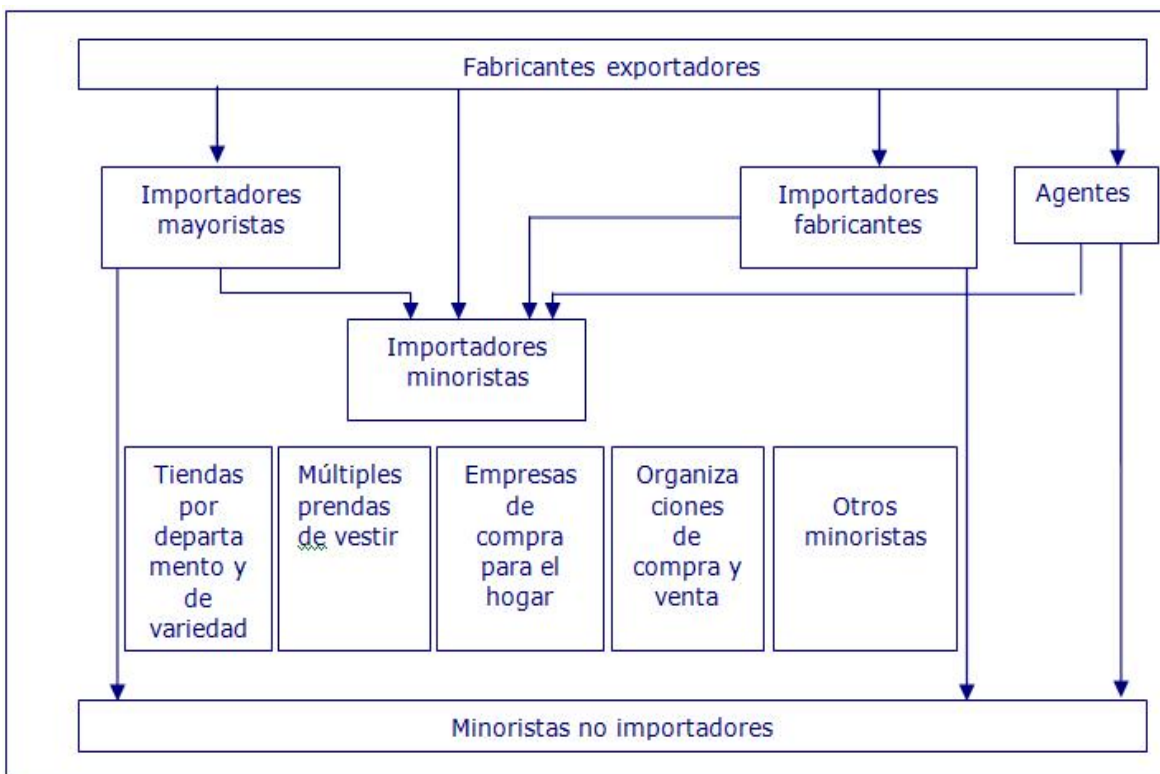 Fabricantes exportadores
Importadores
mayoristas
Importadores
fabricantes
Agentes
Importadores
minoristas
Tiendas
por
departa
mento y
de
variedad
Múltiples
prendas
de vestir
Empresas
de
compra
para el
hogar
Organiza
ciones
de
compra y
venta
Otros
minoristas
Minoristas no importadores